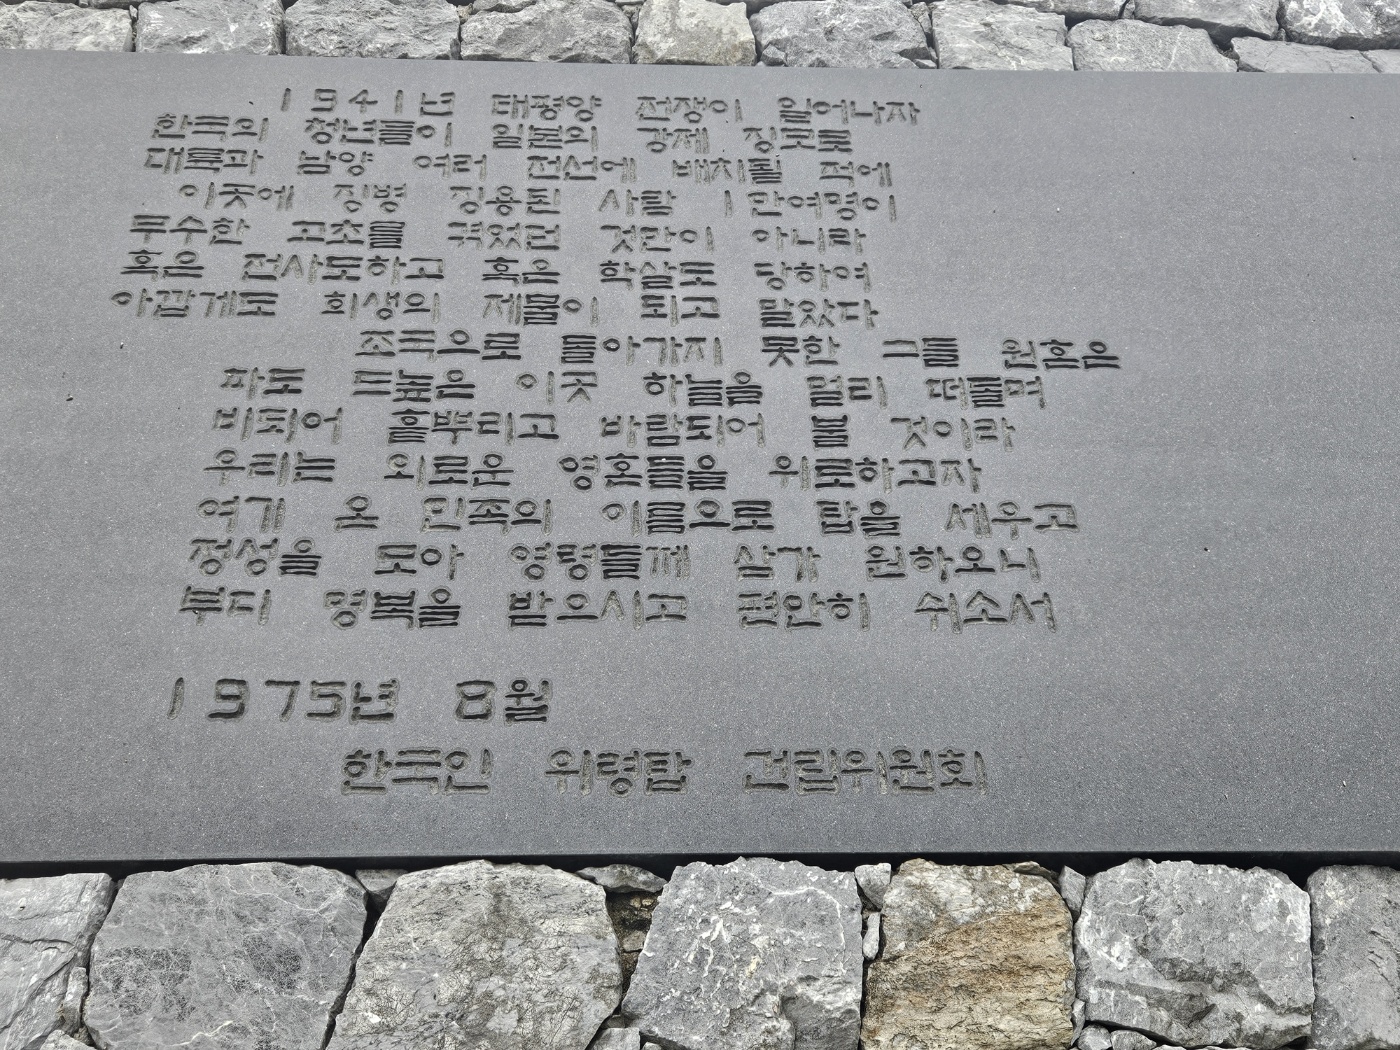 1941년 태평양 전쟁이 일어나자
한국의 청년들이 일본의 강제 징모로
대륙과 남양 여러 전선에 배치될 적에
이곳에 징병 징용된 사람 1만여명이
무수한 고초를 겪었던 것만이 아니라
혹은 전사도하고 혹은 학살도 당하여
아깝게도 희생의 제물이 되고 말았다
조국으로 돌아가지 못한 그들 원혼은
파도 드높은 이곳 하늘을 멀리 떠돌며
비되어 흩뿌리고 바람되어 불 것이라
우리는 외로운 영혼들을 위로하고자
여기 온 민족의 이름으로 탑을 세우고
정성을 모아 영령들께 삼가 원하오니
부디 명복을 받으시고 편안히 쉬소서
1975년 8월
한국인 위령탑 건립위원회